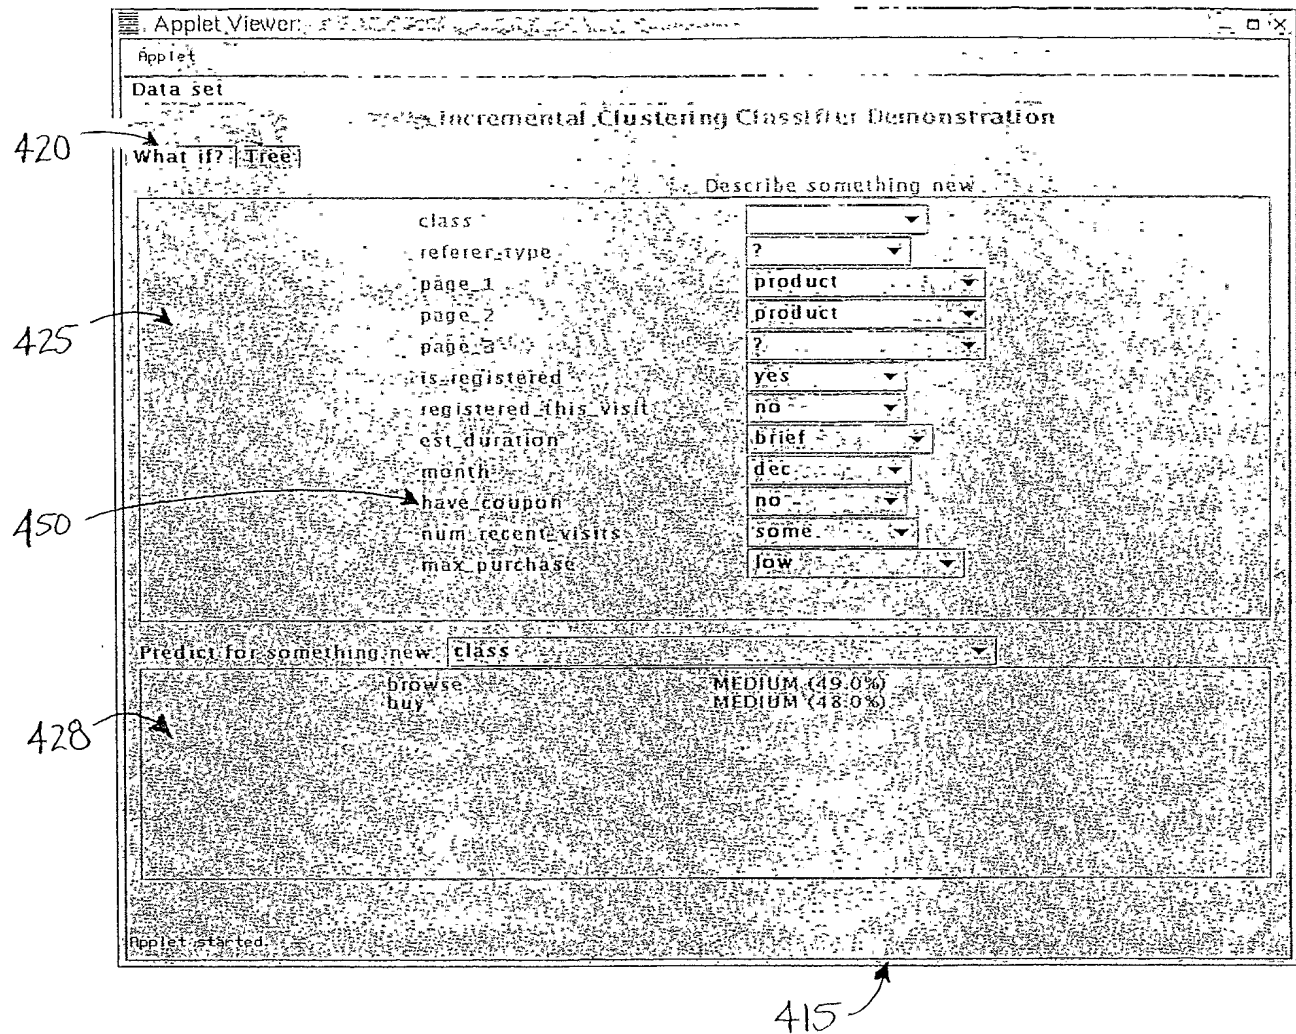 Applet Viewer:
Applet
Data set
Incremental Clustering Classifier Demonstration
420
What if? Tree
Describe something new
class
referer_type ?
page_1 product
page_2 product
425
page_3 ?
is_registered yes
registered_this_visit no
est_duration brief
month dec
450
have_coupon no
num_recent_visits some
max_purchase low
Predict for something new class
browse MEDIUM (49.0%)
buy MEDIUM (48.0%)
428
Applet started.
415